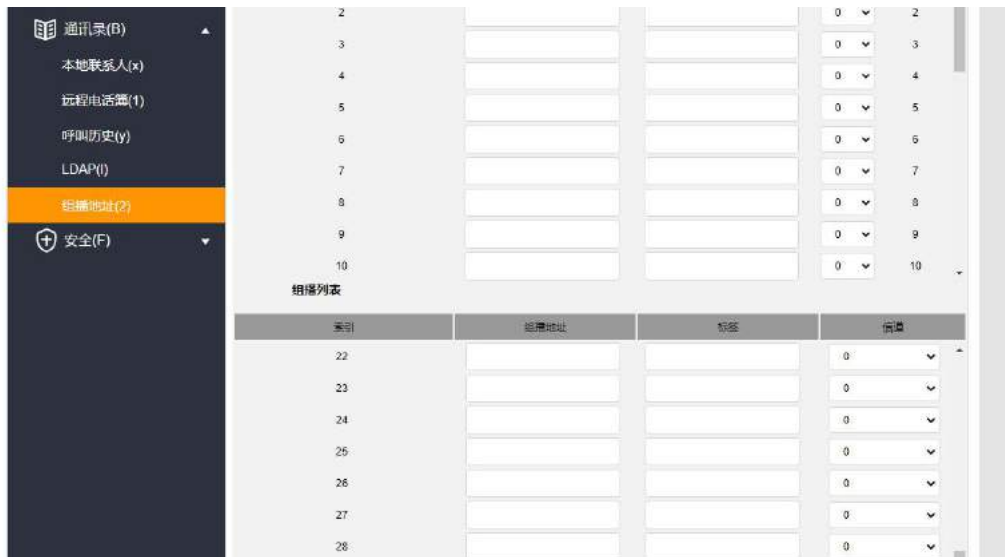 通讯录(B)
本地联系人(x)
远程电话簿(1)
呼叫历史(y)
LDAP(l)
组播地址(2)
安全(F)
2 0 2
3 0 3
4 0 4
5 0 5
6 0 6
7 0 7
8 0 8
9 0 9
10 0 10
组播列表
索引 组播地址 标签 信道
22 0
23 0
24 0
25 0
26 0
27 0
28 0